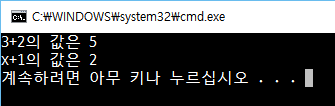 C:₩WINDOWS₩system32₩cmd.exe
3+2의 값은 5
x+1의 값은 2
계속하려면 아무 키나 누르십시오 . . .